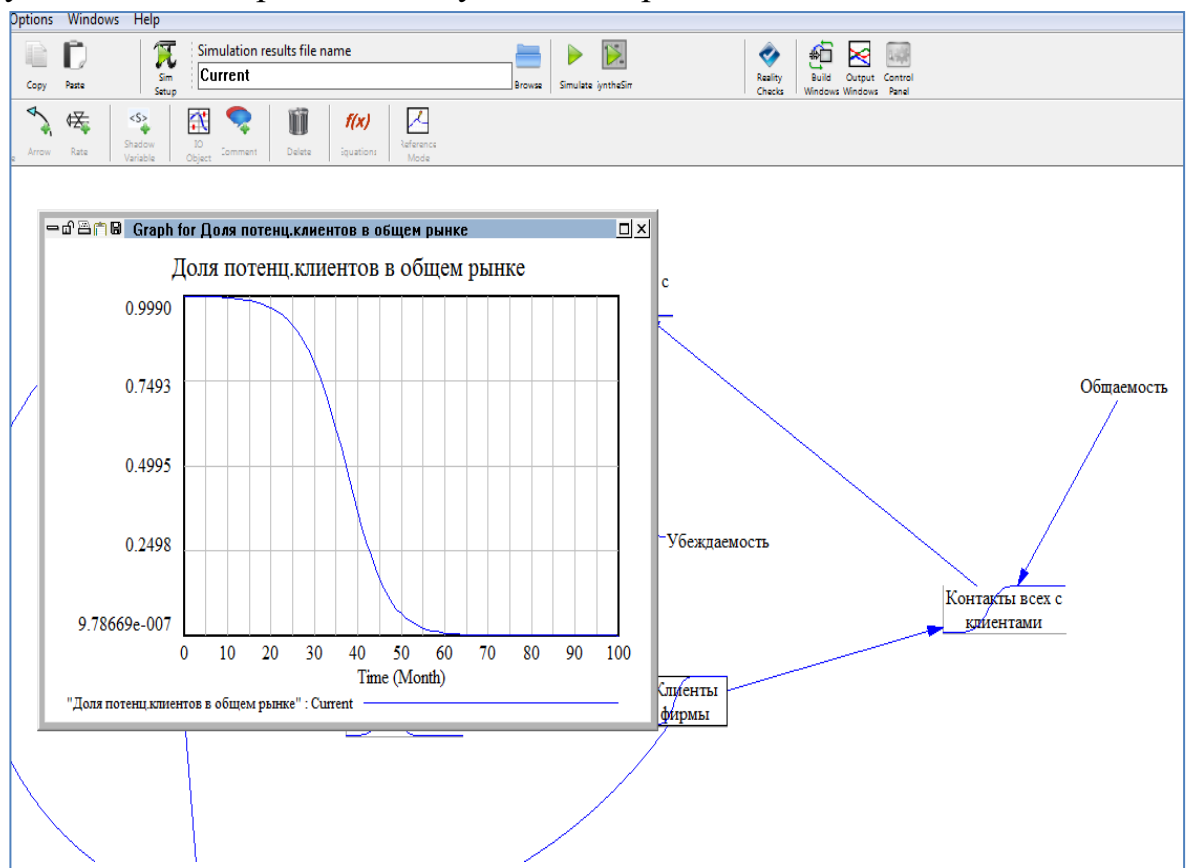 Options Windows Help
Simulation results file name
Current
Copy
Paste
Sim
Setup
Browse
Simulate
SyntheSim
Reality
Checks
Build
Windows
Output
Windows
Control
Panel
Arrow
Rate
<S>
Shadow
Variable
IO
Object
Comment
Delete
f(x)
Equations
Reference
Mode
Graph for Доля потенц.клиентов в общем рынке
Доля потенц.клиентов в общем рынке
0.9990
0.7493
0.4995
0.2498
9.78669e-007
0 10 20 30 40 50 60 70 80 90 100
Time (Month)
"Доля потенц.клиентов в общем рынке" : Current
с
Общаемость
Убеждаемость
Контакты всех с
клиентами
Клиенты
фирмы